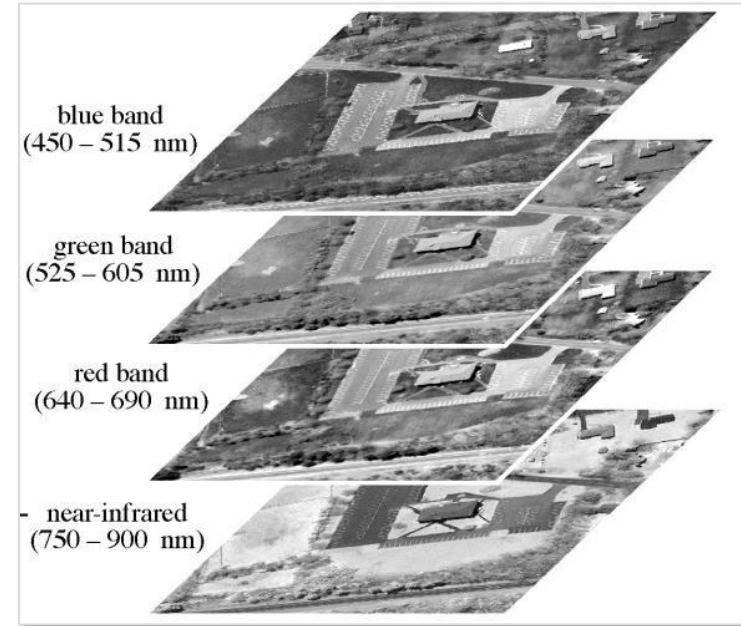 blue band
(450 – 515 nm)
green band
(525 – 605 nm)
red band
(640 – 690 nm)
near-infrared
(750 – 900 nm)